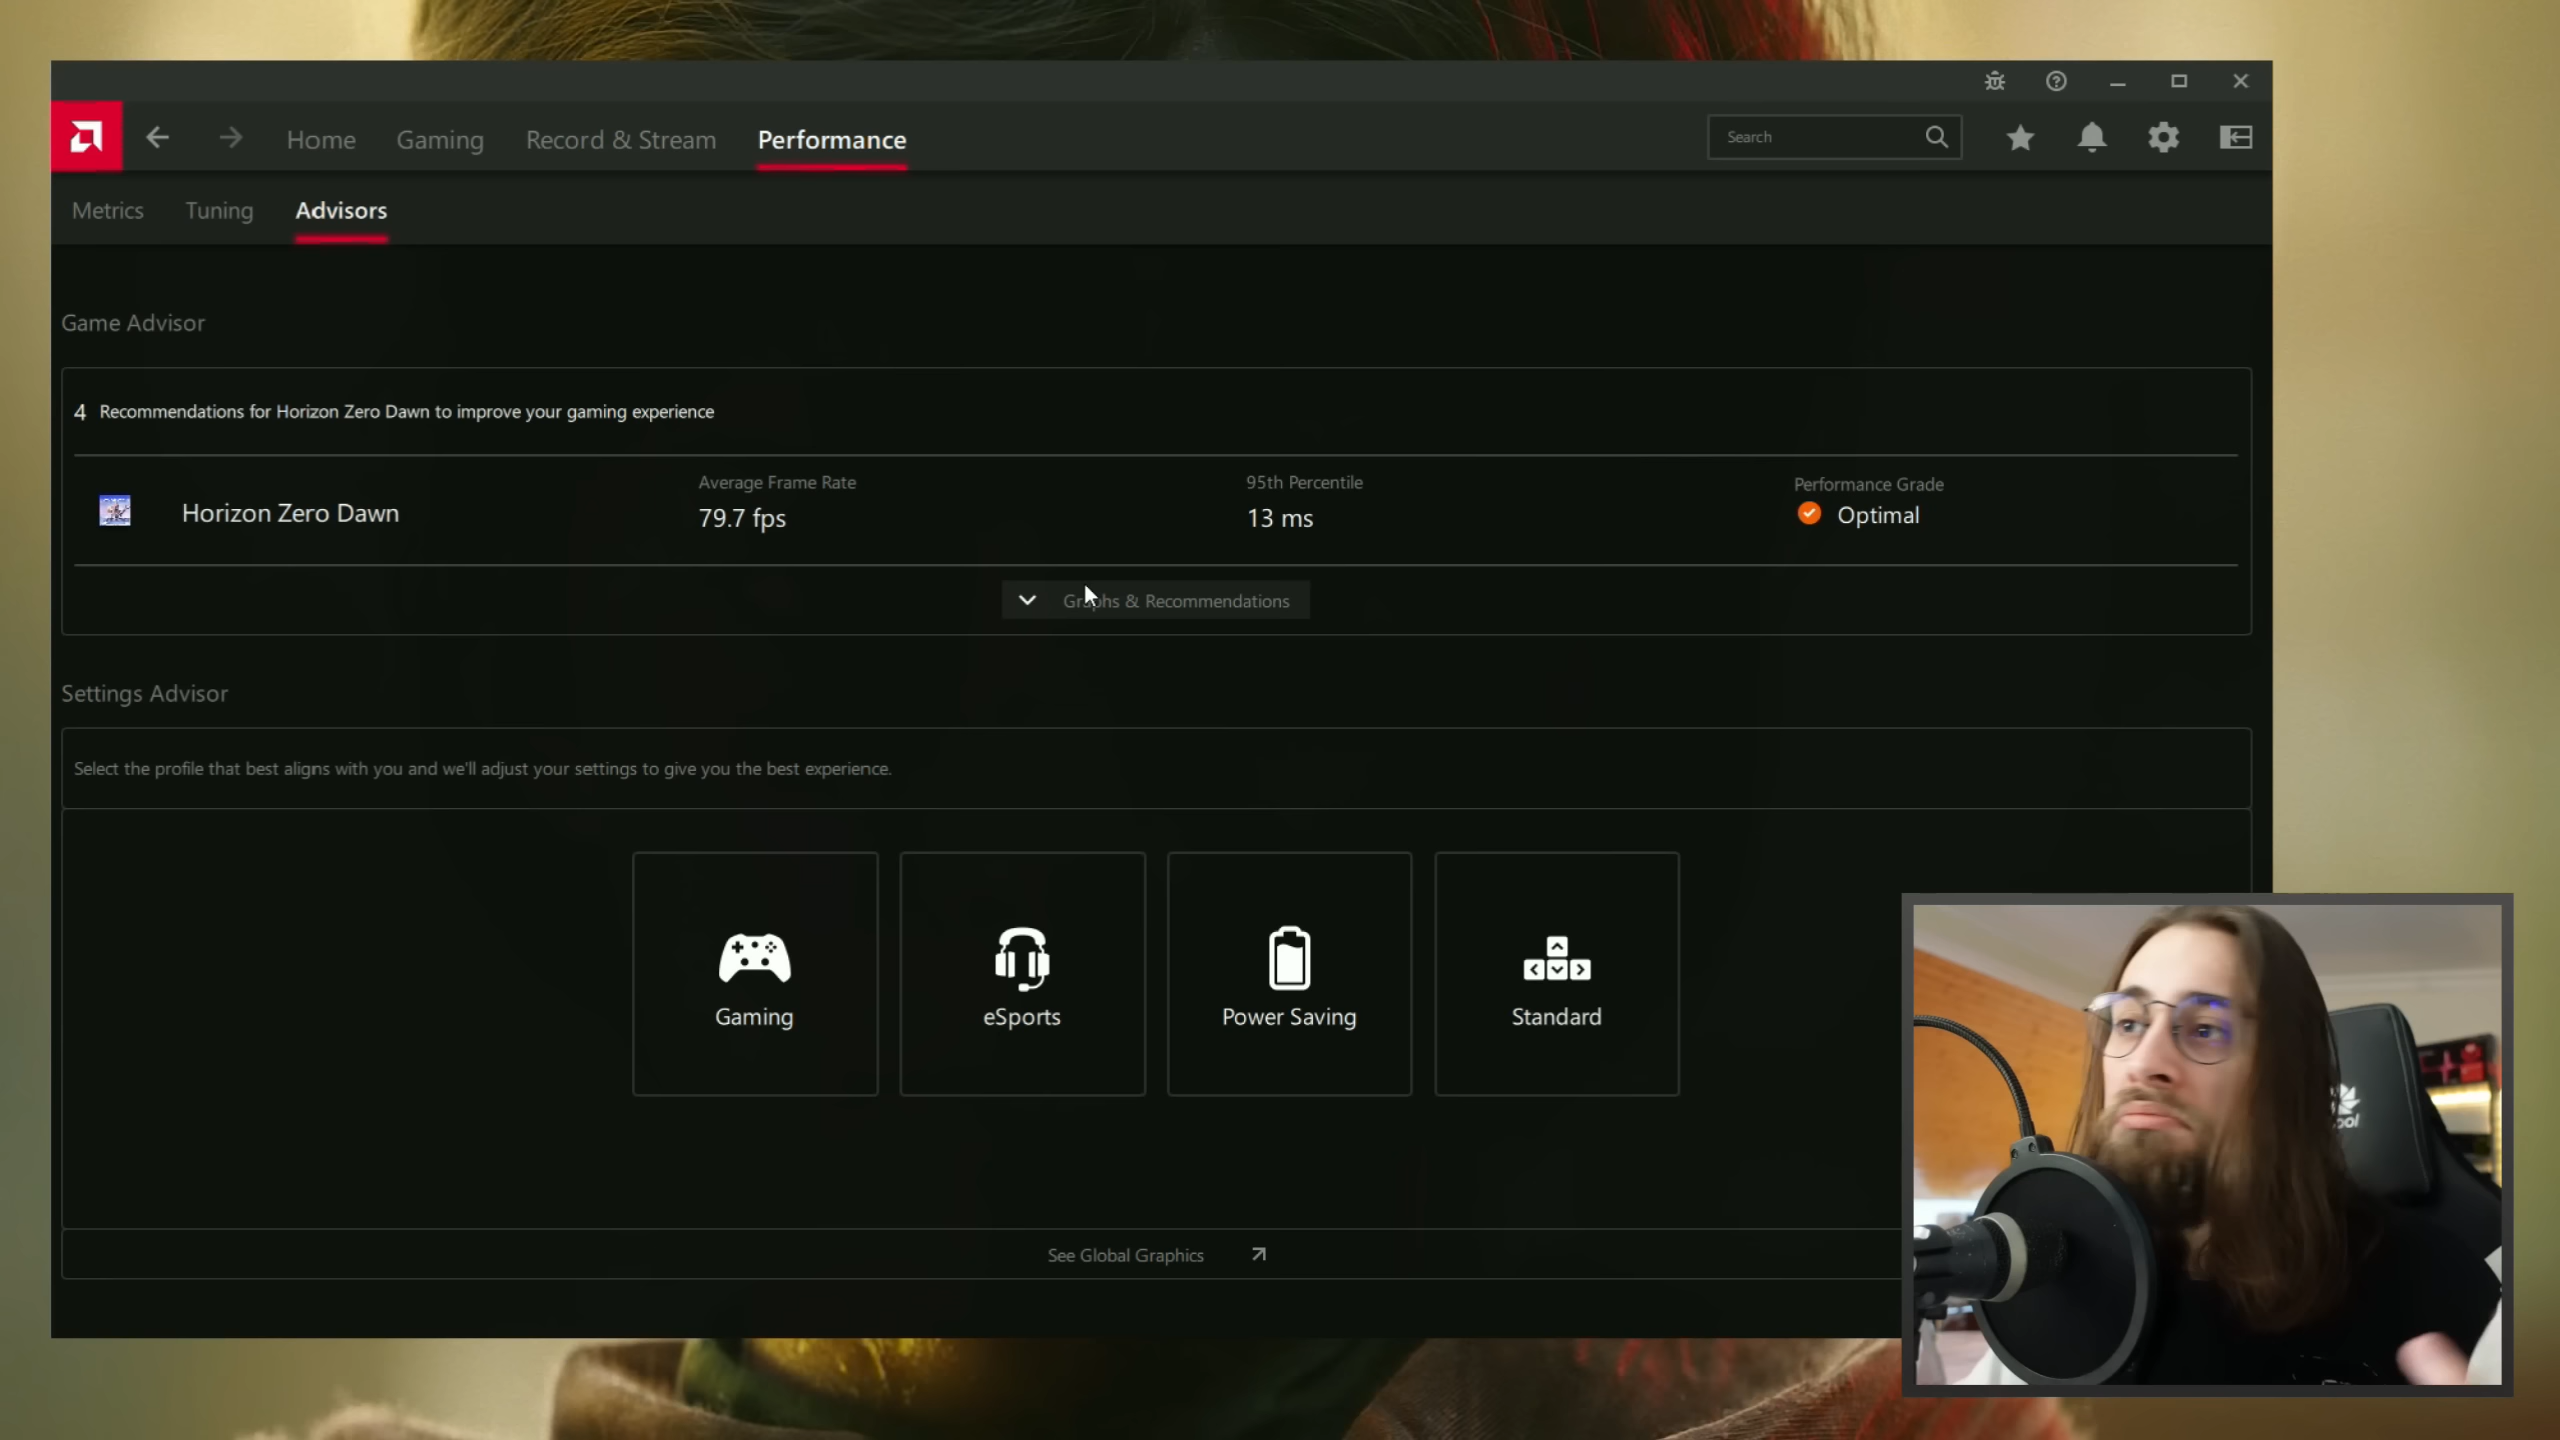 Home
Gaming
Record & Stream
Performance
Search
Metrics
Tuning
Advisors
Game Advisor
4 Recommendations for Horizon Zero Dawn to improve your gaming experience
Horizon Zero Dawn
Average Frame Rate
79.7 fps
95th Percentile
13 ms
Performance Grade
Optimal
Graphs & Recommendations
Settings Advisor
Select the profile that best aligns with you and we'll adjust your settings to give you the best experience.
Gaming
eSports
Power Saving
Standard
See Global Graphics